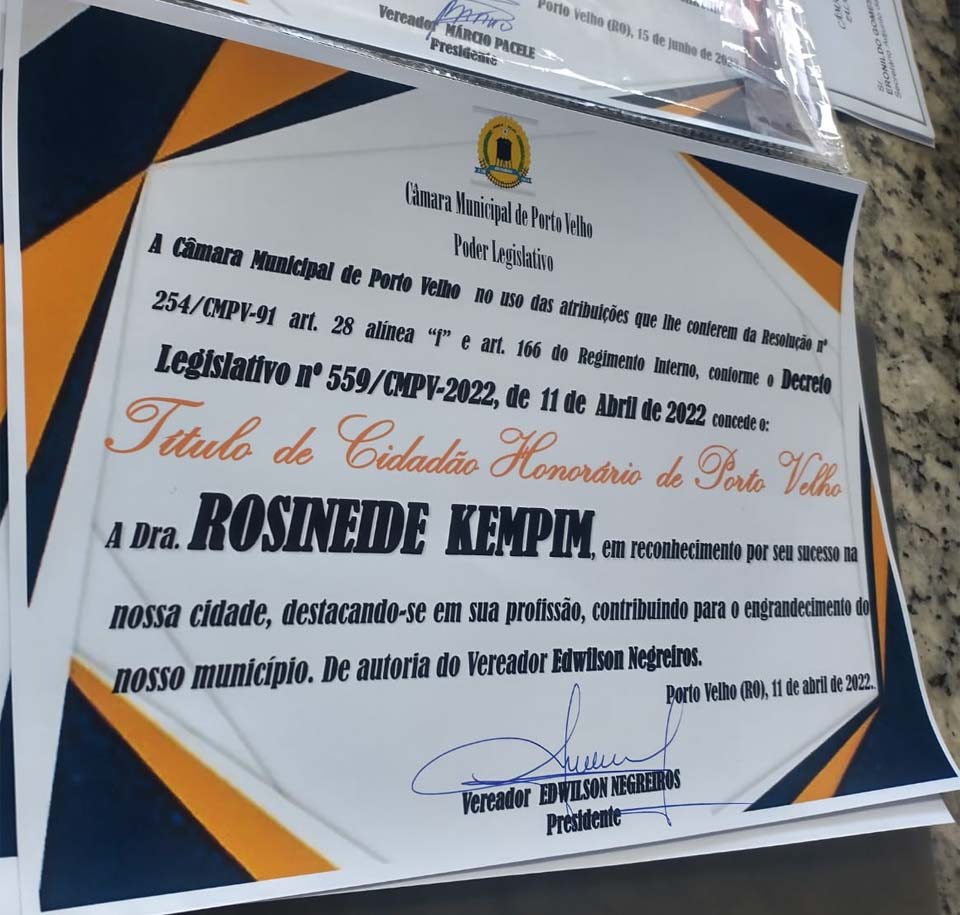 Vereador MÁRCIO PACELE
Presidente
Porto Velho (RO), 15 de junho de
Câmara Municipal de Porto Velho
Poder Legislativo
A Câmara Municipal de Porto Velho no uso das atribuições que lhe conferem da Resolução nº
254/CMPV-91 art. 28 alínea “f” e art. 166 do Regimento Interno, conforme o Decreto
Legislativo nº 559/CMPV-2022, de 11 de Abril de 2022 concede o:
Título de Cidadão Honorário de Porto Velho
A Dra. ROSINEIDE KEMPIM, em reconhecimento por seu sucesso na
nossa cidade, destacando-se em sua profissão, contribuindo para o engrandecimento do
nosso município. De autoria do Vereador Edwilson Negreiros.
Porto Velho (RO), 11 de abril de 2022.
Vereador EDWILSON NEGREIROS
Presidente